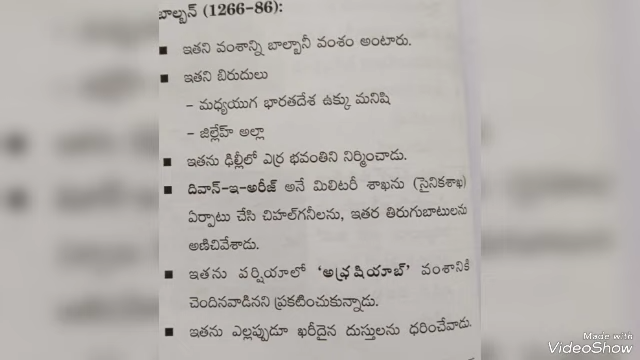 బాల్బన్ (1266-86):
■ ఇతని వంశాన్ని బాల్బానీ వంశం అంటారు.
■ ఇతని బిరుదులు
- మధ్యయుగ భారతదేశ ఉక్కు మనిషి
- జిల్లేహ్ అల్లా
■ ఇతను ఢిల్లీలో ఎర్ర భవంతిని నిర్మించాడు.
■ దివాన్-ఇ-అరీజ్ అనే మిలిటరీ శాఖను (సైనికశాఖ)
ఏర్పాటు చేసి చిహల్‌గనీలను, ఇతర తిరుగుబాటులను
అణిచివేశాడు.
■ ఇతను పర్షియాలో 'అఫ్రషియాబ్' వంశానికి
చెందినవాడినని ప్రకటించుకున్నాడు.
■ ఇతను ఎల్లప్పుడూ ఖరీదైన దుస్తులను ధరించేవాడు.
Made with
VideoShow